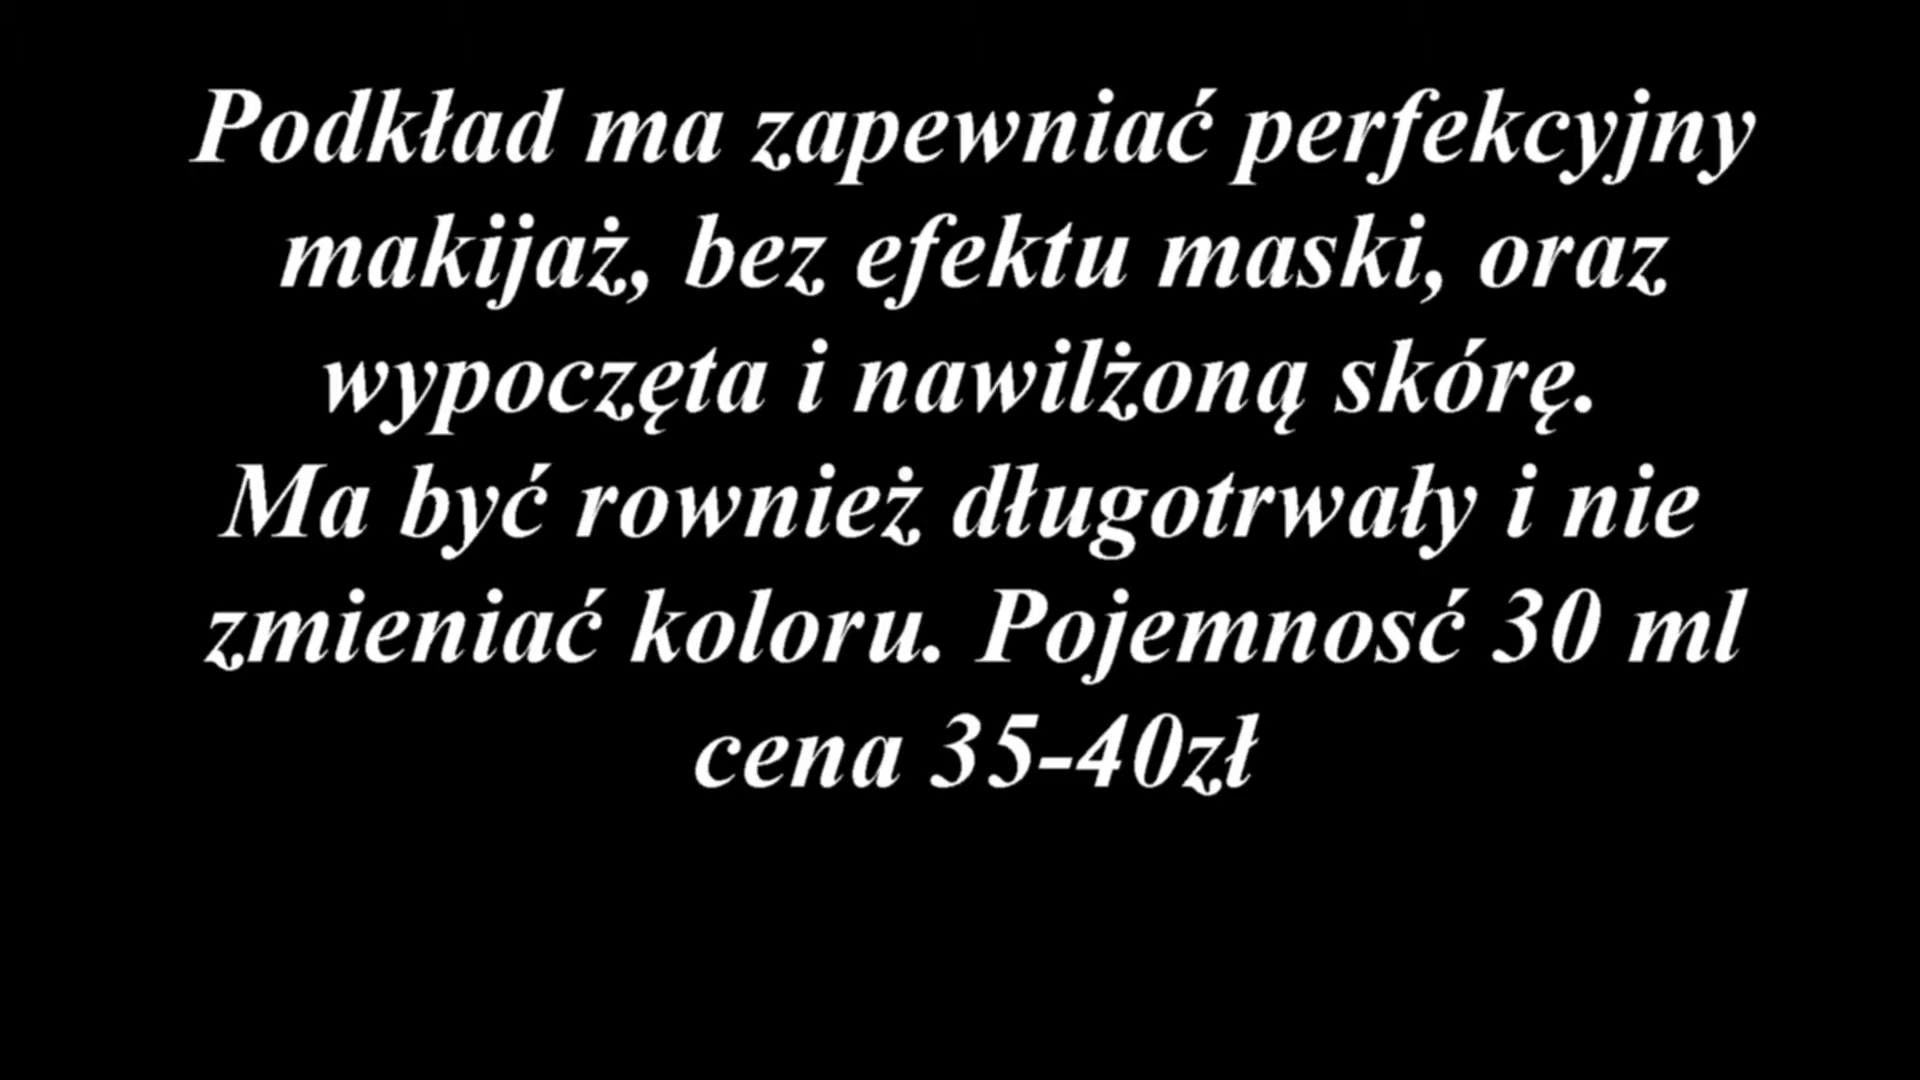 Podkład ma zapewniać perfekcyjny
makijaż, bez efektu maski, oraz
wypoczęta i nawilżoną skórę.
Ma być rownież długotrwały i nie
zmieniać koloru. Pojemnosć 30 ml
cena 35-40zł